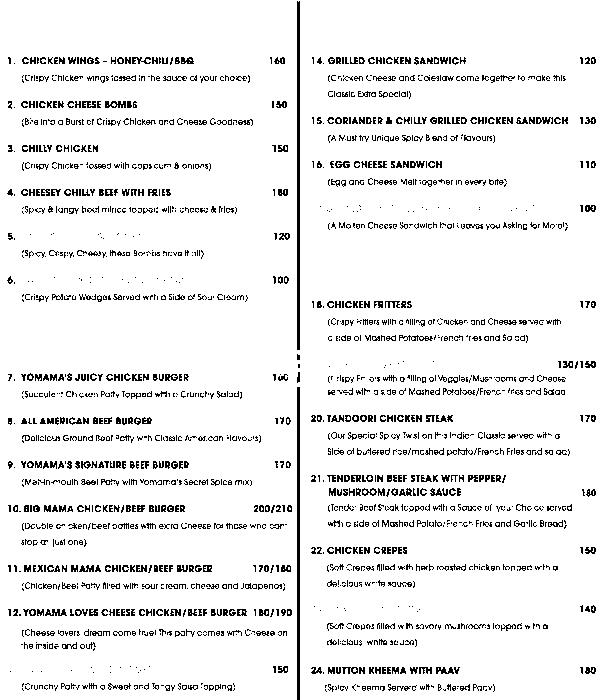 1. CHICKEN WINGS – HONEY-CHILI/BBQ 160
(Crispy Chicken wings tossed in the sauce of your choice)
2. CHICKEN CHEESE BOMBS 150
(Bite into a Burst of Crispy Chicken and Cheese Goodness)
3. CHILLY CHICKEN 150
(Crispy Chicken tossed with capsicum & onions)
4. CHEESEY CHILLY BEEF WITH FRIES 180
(Spicy & tangy beef mince topped with cheese & fries)
5. 120
(Spicy, Crispy, Cheesy, these Bombs have it all)
6. 100
(Crispy Potato Wedges Served with a Side of Sour Cream)
7. YOMAMA'S JUICY CHICKEN BURGER 160
(Succulent Chicken Patty Topped with a Crunchy Salad)
8. ALL AMERICAN BEEF BURGER 170
(Delicious Ground Beef Patty with Classic American Flavours)
9. YOMAMA'S SIGNATURE BEEF BURGER 170
(Melt-in-mouth Beef Patty with Yomama's Secret Spice mix)
10. BIG MAMA CHICKEN/BEEF BURGER 200/210
(Double chicken/beef patties with extra Cheese for those who can't
stop at just one)
11. MEXICAN MAMA CHICKEN/BEEF BURGER 170/180
(Chicken/Beef Patty filled with sour cream, cheese and Jalapenos)
12. YOMAMA LOVES CHEESE CHICKEN/BEEF BURGER 180/190
(Cheese lovers, dream come true! This patty comes with Cheese on
the inside and out)
150
(Crunchy Patty with a Sweet and Tangy Salsa Topping)
14. GRILLED CHICKEN SANDWICH 120
(Chicken Cheese and Coleslaw come together to make this
Classic Extra Special)
15. CORIANDER & CHILLY GRILLED CHICKEN SANDWICH 130
(A Must try Unique Spicy Blend of Flavours)
16. EGG CHEESE SANDWICH 110
(Egg and Cheese Melt together in every bite)
100
(A Molten Cheese Sandwich that Leaves you Asking for More!)
18. CHICKEN FRITTERS 170
(Crispy Fritters with a filling of Chicken and Cheese served with
a side of Mashed Potatoes/French fries and Salad)
130/150
(Crispy Fritters with a filling of Veggies/Mushrooms and Cheese
served with a side of Mashed Potatoes/French fries and Salad
20. TANDOORI CHICKEN STEAK 170
(Our Special Spicy Twist on this Indian Classic served with a
Side of buttered rice/mashed potato/French Fries and salad)
21. TENDERLOIN BEEF STEAK WITH PEPPER/
MUSHROOM/GARLIC SAUCE 180
(Tender Beef Steak topped with a Sauce of your Choice served
with a side of Mashed Potato/French Fries and Garlic Bread)
22. CHICKEN CREPES 150
(Soft Crepes filled with herb roasted chicken topped with a
delicious white sauce)
140
(Soft Crepes filled with savory mushrooms topped with a
delicious white sauce)
24. MUTTON KHEEMA WITH PAAV 180
(Spicy Kheema Served with Buttered Paav)